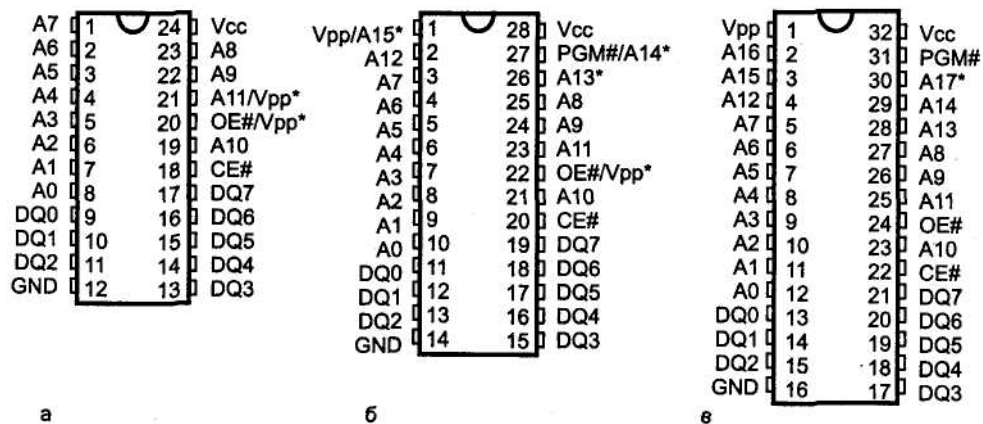 A7 1 24 Vcc
A6 2 23 A8
A5 3 22 A9
A4 4 21 A11/Vpp*
A3 5 20 OE#/Vpp*
A2 6 19 A10
A1 7 18 CE#
A0 8 17 DQ7
DQ0 9 16 DQ6
DQ1 10 15 DQ5
DQ2 11 14 DQ4
GND 12 13 DQ3
а
Vpp/A15* 1 28 Vcc
A12 2 27 PGM#/A14*
A7 3 26 A13*
A6 4 25 A8
A5 5 24 A9
A4 6 23 A11
A3 7 22 OE#/Vpp*
A2 8 21 A10
A1 9 20 CE#
A0 10 19 DQ7
DQ0 11 18 DQ6
DQ1 12 17 DQ5
DQ2 13 16 DQ4
GND 14 15 DQ3
б
Vpp 1 32 Vcc
A16 2 31 PGM#
A15 3 30 A17*
A12 4 29 A14
A7 5 28 A13
A6 6 27 A8
A5 7 26 A9
A4 8 25 A11
A3 9 24 OE#
A2 10 23 A10
A1 11 22 CE#
A0 12 21 DQ7
DQ0 13 20 DQ6
DQ1 14 19 DQ5
DQ2 15 18 DQ4
GND 16 17 DQ3
в